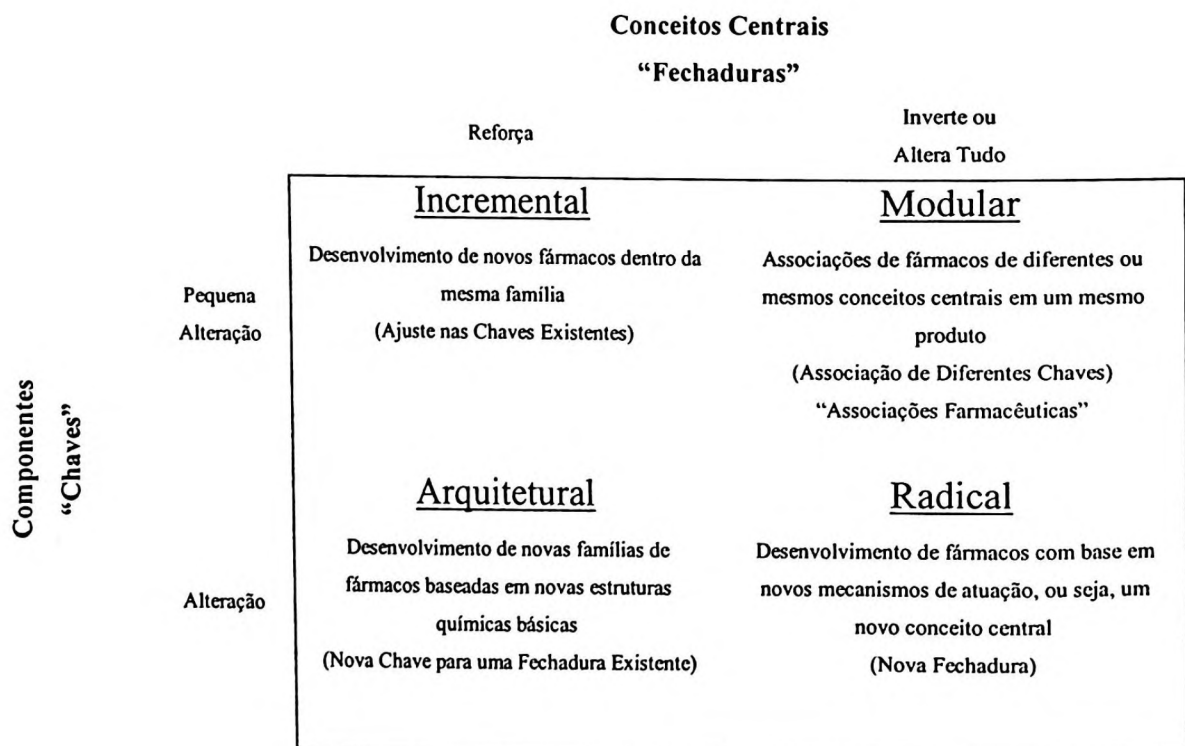 Conceitos Centrais
“Fechaduras”
Reforça
Inverte ou
Altera Tudo
Componentes
“Chaves”
Pequena
Alteração
Incremental
Desenvolvimento de novos fármacos dentro da
mesma família
(Ajuste nas Chaves Existentes)
Modular
Associações de fármacos de diferentes ou
mesmos conceitos centrais em um mesmo
produto
(Associação de Diferentes Chaves)
“Associações Farmacêuticas”
Alteração
Arquitetural
Desenvolvimento de novas famílias de
fármacos baseadas em novas estruturas
químicas básicas
(Nova Chave para uma Fechadura Existente)
Radical
Desenvolvimento de fármacos com base em
novos mecanismos de atuação, ou seja, um
novo conceito central
(Nova Fechadura)